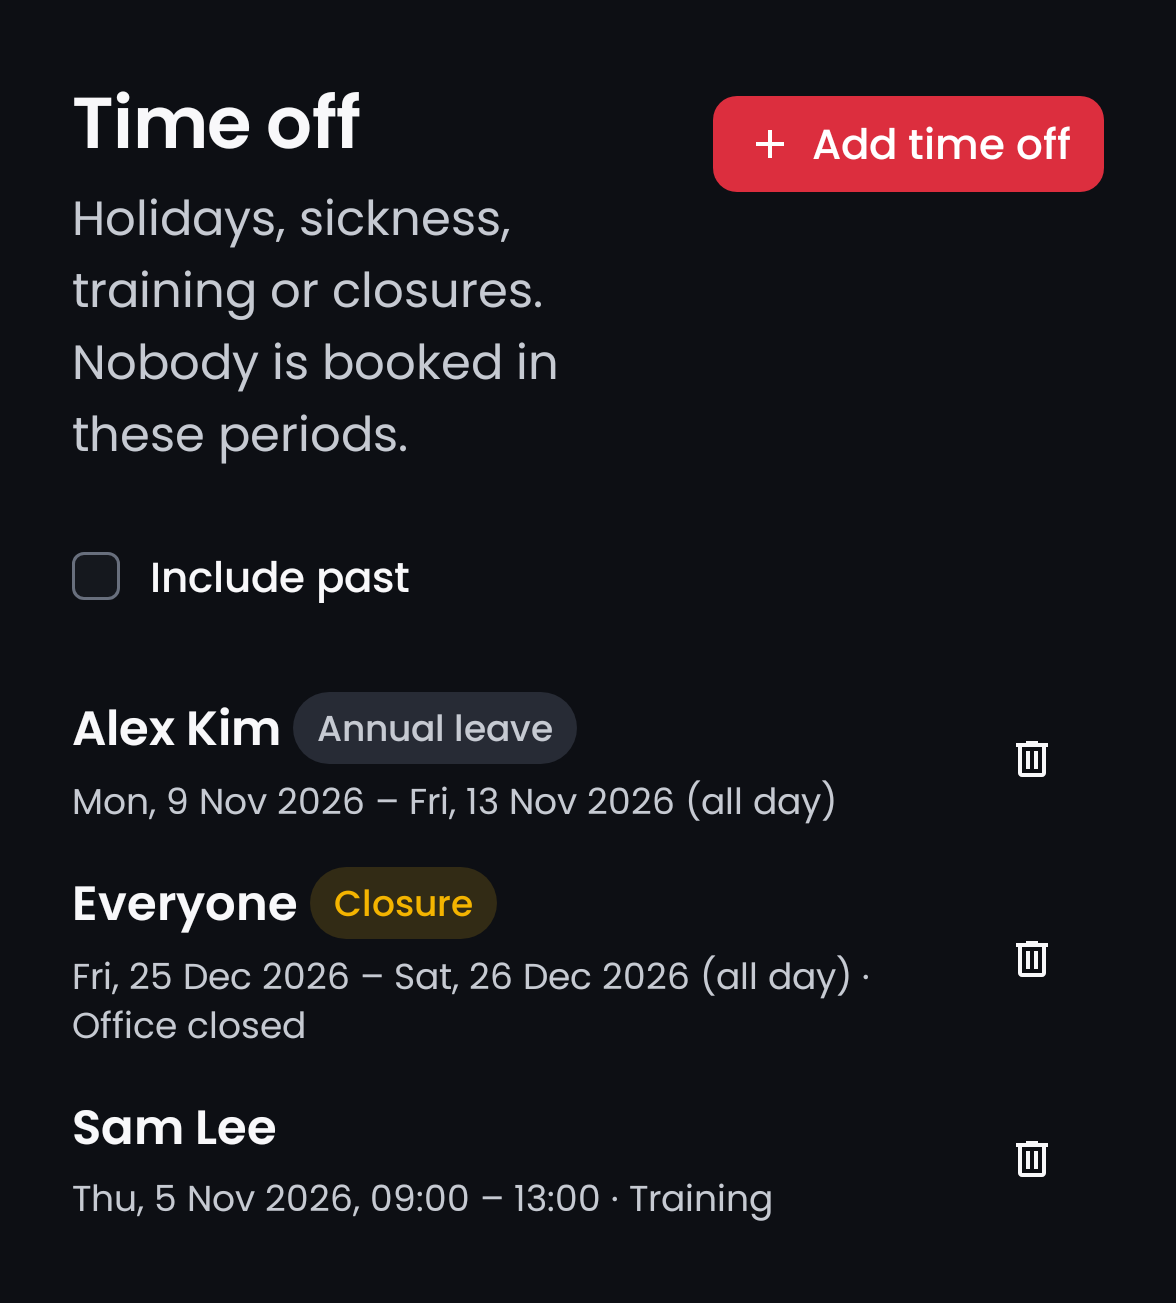 Time off
+ Add time off
Holidays, sickness,
training or closures.
Nobody is booked in
these periods.
Include past
Alex Kim Annual leave
Mon, 9 Nov 2026 – Fri, 13 Nov 2026 (all day)
Everyone Closure
Fri, 25 Dec 2026 – Sat, 26 Dec 2026 (all day) ·
Office closed
Sam Lee
Thu, 5 Nov 2026, 09:00 – 13:00 · Training